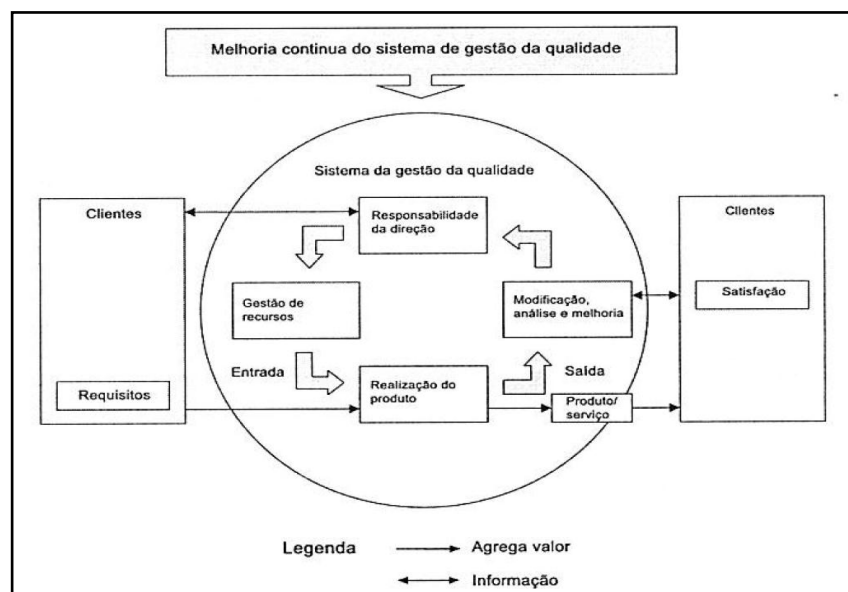 Melhoria continua do sistema de gestão da qualidade
Sistema da gestão da qualidade
Clientes
Responsabilidade
da direção
Clientes
Gestão de
recursos
Modificação,
análise e melhoria
Satisfação
Entrada
Saída
Requisitos
Realização do
produto
Produto/
serviço
Legenda
Agrega valor
Informação